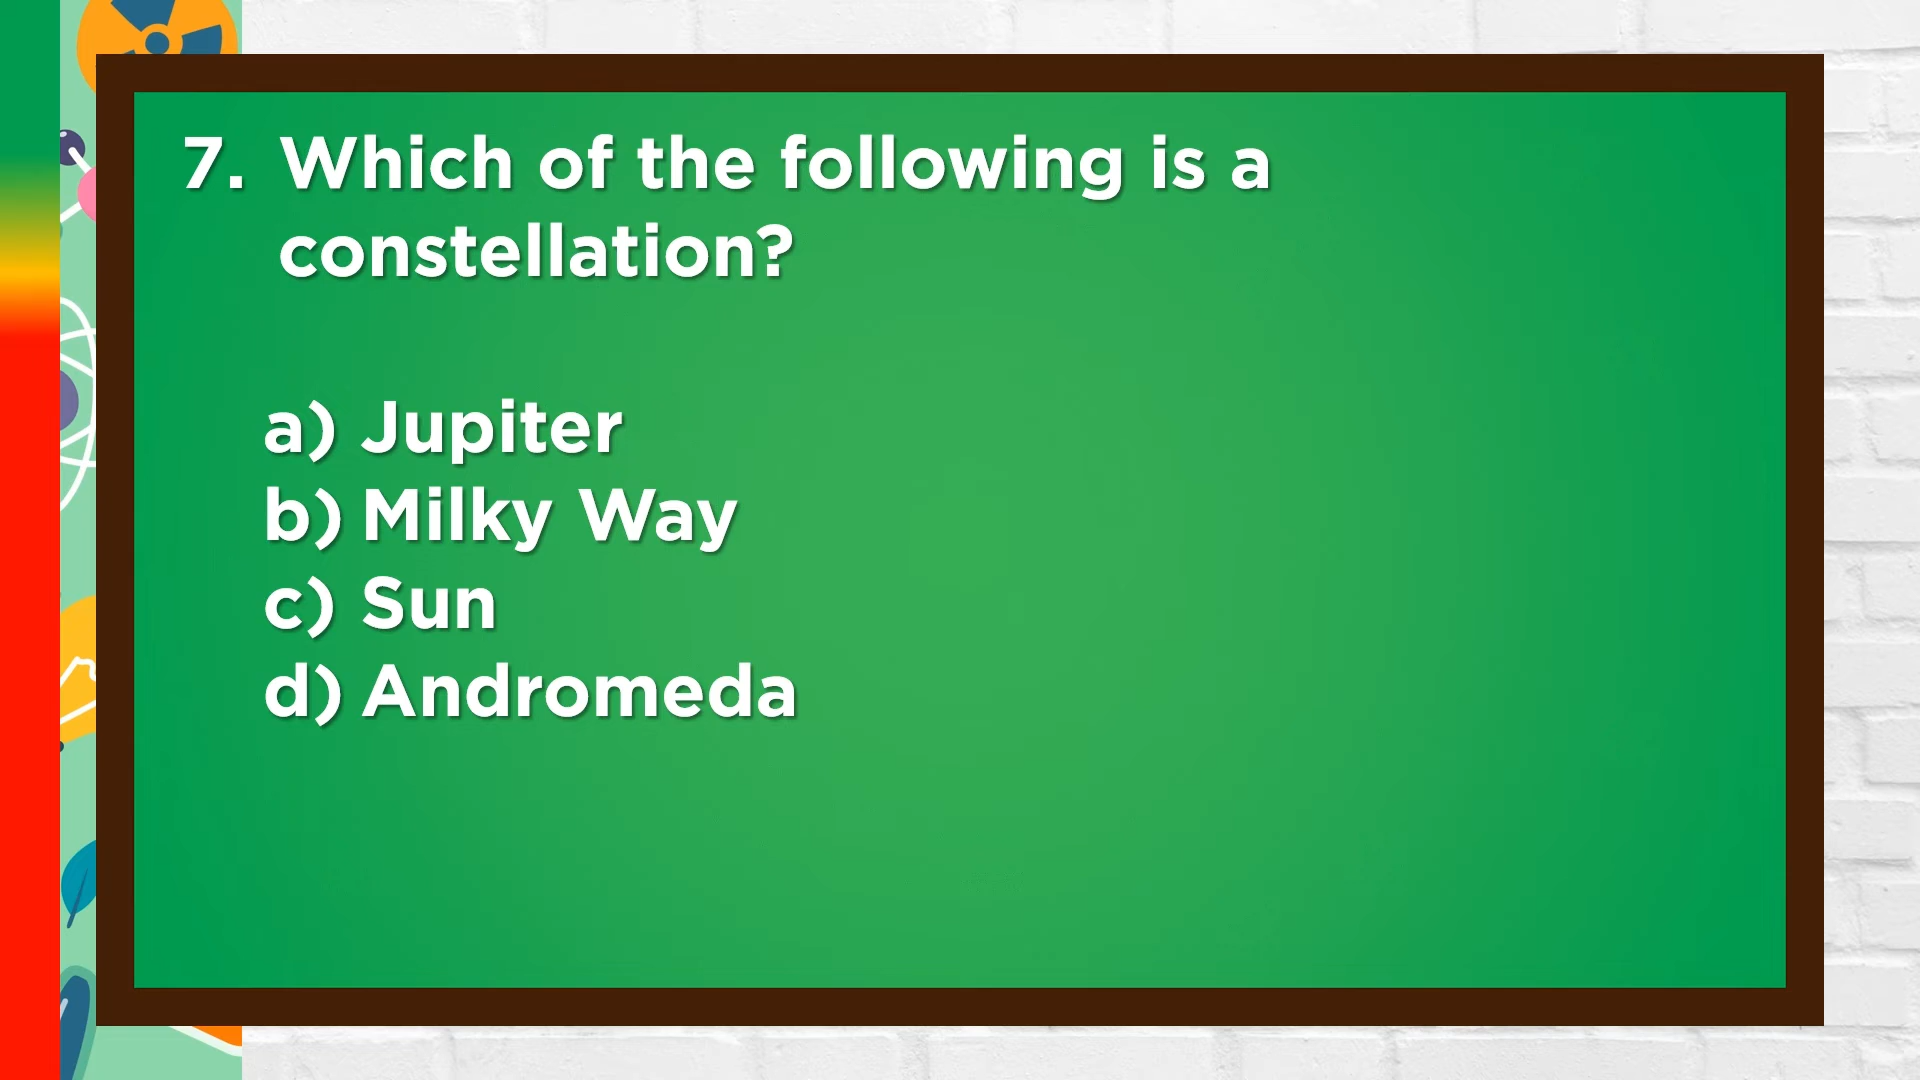 7. Which of the following is a
constellation?
a) Jupiter
b) Milky Way
c) Sun
d) Andromeda